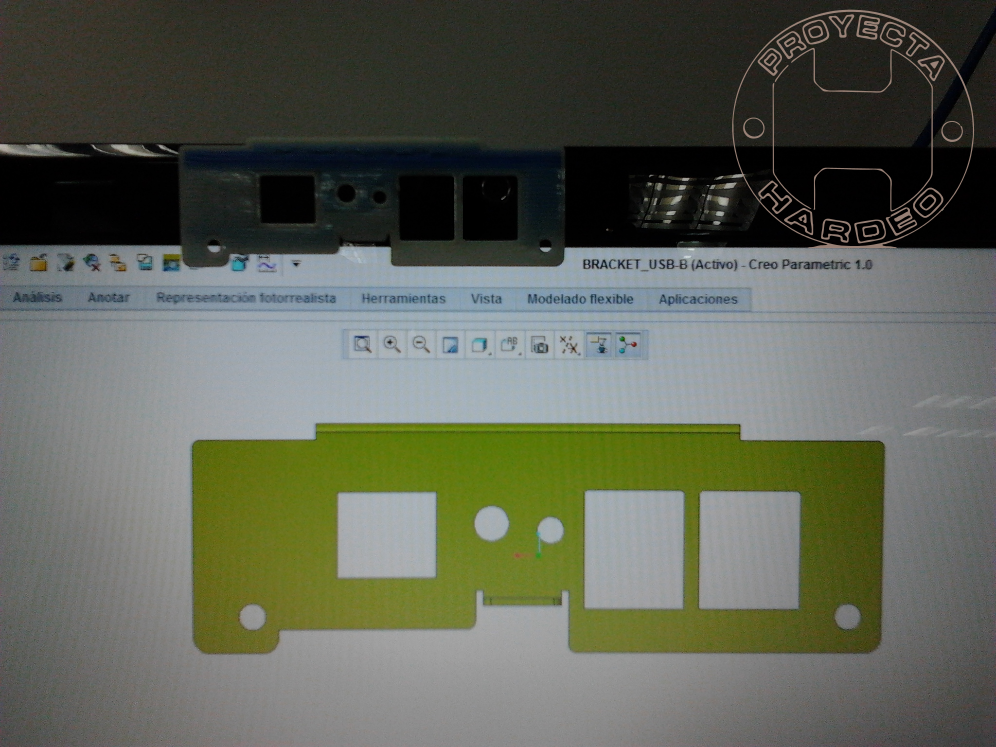 PROYECTA
HARDEO
BRACKET_USB-B (Activo) - Creo Parametric 1.0
Análisis Anotar Representación fotorrealista Herramientas Vista Modelado flexible Aplicaciones